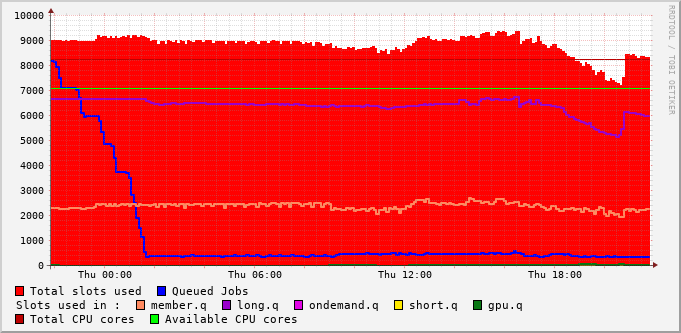 RRDTOOL / TOBI OETIKER
10000
9000
8000
7000
6000
5000
4000
3000
2000
1000
0
Thu 00:00 Thu 06:00 Thu 12:00 Thu 18:00
Total slots used Queued Jobs
Slots used in : member.q long.q ondemand.q short.q gpu.q
Total CPU cores Available CPU cores